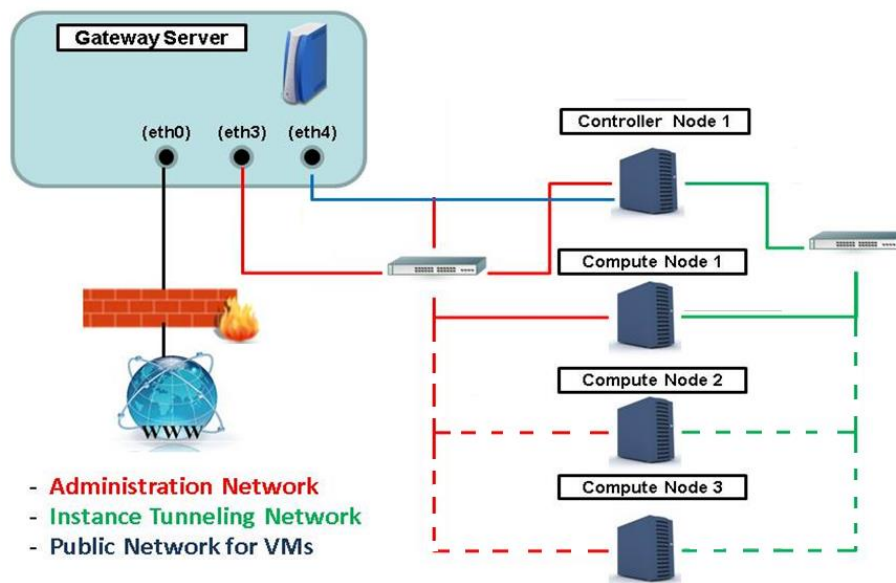 Gateway Server
(eth0) (eth3) (eth4)
Controller Node 1
Compute Node 1
Compute Node 2
Compute Node 3
WWW
- Administration Network
- Instance Tunneling Network
- Public Network for VMs